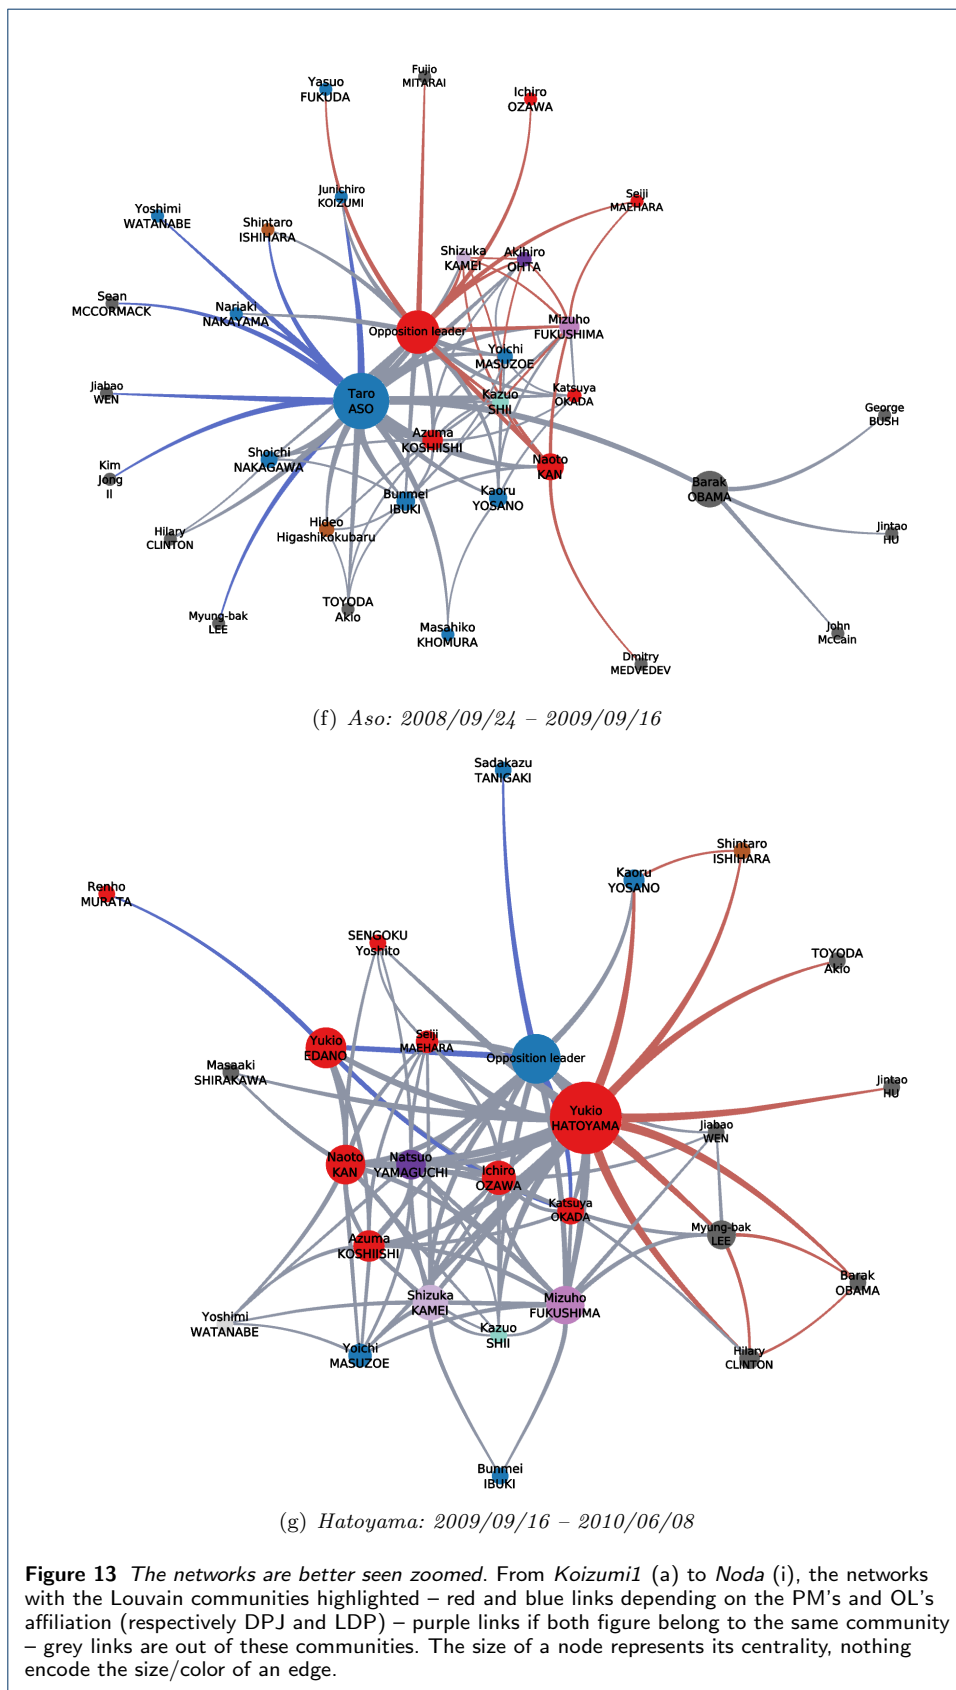 Fujio
MITARAI
Yasuo
FUKUDA
Ichiro
OZAWA
Junichiro
KOIZUMI
Seiji
MAEHARA
Yoshimi
WATANABE
Shintaro
ISHIHARA
Shizuka
KAMEI
Akihiro
OHTA
Sean
MCCORMACK
Nariaki
NAKAYAMA
Opposition leader
Mizuho
FUKUSHIMA
Yoichi
MASUZOE
Jiabao
WEN
Taro
ASO
Kazuo
SHII
Katsuya
OKADA
George
BUSH
Azuma
KOSHIISHI
Kim
Jong
Il
Shoichi
NAKAGAWA
Naoto
KAN
Barak
OBAMA
Bunmei
IBUKI
Kaoru
YOSANO
Hilary
CLINTON
Hideo
Higashikokubaru
Jintao
HU
Myung-bak
LEE
TOYODA
Akio
Masahiko
KHOMURA
John
McCain
Dmitry
MEDVEDEV
(f) Aso: 2008/09/24 – 2009/09/16
Sadakazu
TANIGAKI
Shintaro
ISHIHARA
Kaoru
YOSANO
Renho
MURATA
SENGOKU
Yoshito
TOYODA
Akio
Yukio
EDANO
Seiji
MAEHARA
Opposition leader
Masaaki
SHIRAKAWA
Jintao
HU
Yukio
HATOYAMA
Jiabao
WEN
Naoto
KAN
Natsuo
YAMAGUCHI
Ichiro
OZAWA
Katsuya
OKADA
Myung-bak
LEE
Azuma
KOSHIISHI
Barak
OBAMA
Shizuka
KAMEI
Mizuho
FUKUSHIMA
Yoshimi
WATANABE
Kazuo
SHII
Yoichi
MASUZOE
Hilary
CLINTON
Bunmei
IBUKI
(g) Hatoyama: 2009/09/16 – 2010/06/08
Figure 13 The networks are better seen zoomed. From Koizumi1 (a) to Noda (i), the networks
with the Louvain communities highlighted – red and blue links depending on the PM's and OL's
affiliation (respectively DPJ and LDP) – purple links if both figure belong to the same community
– grey links are out of these communities. The size of a node represents its centrality, nothing
encode the size/color of an edge.